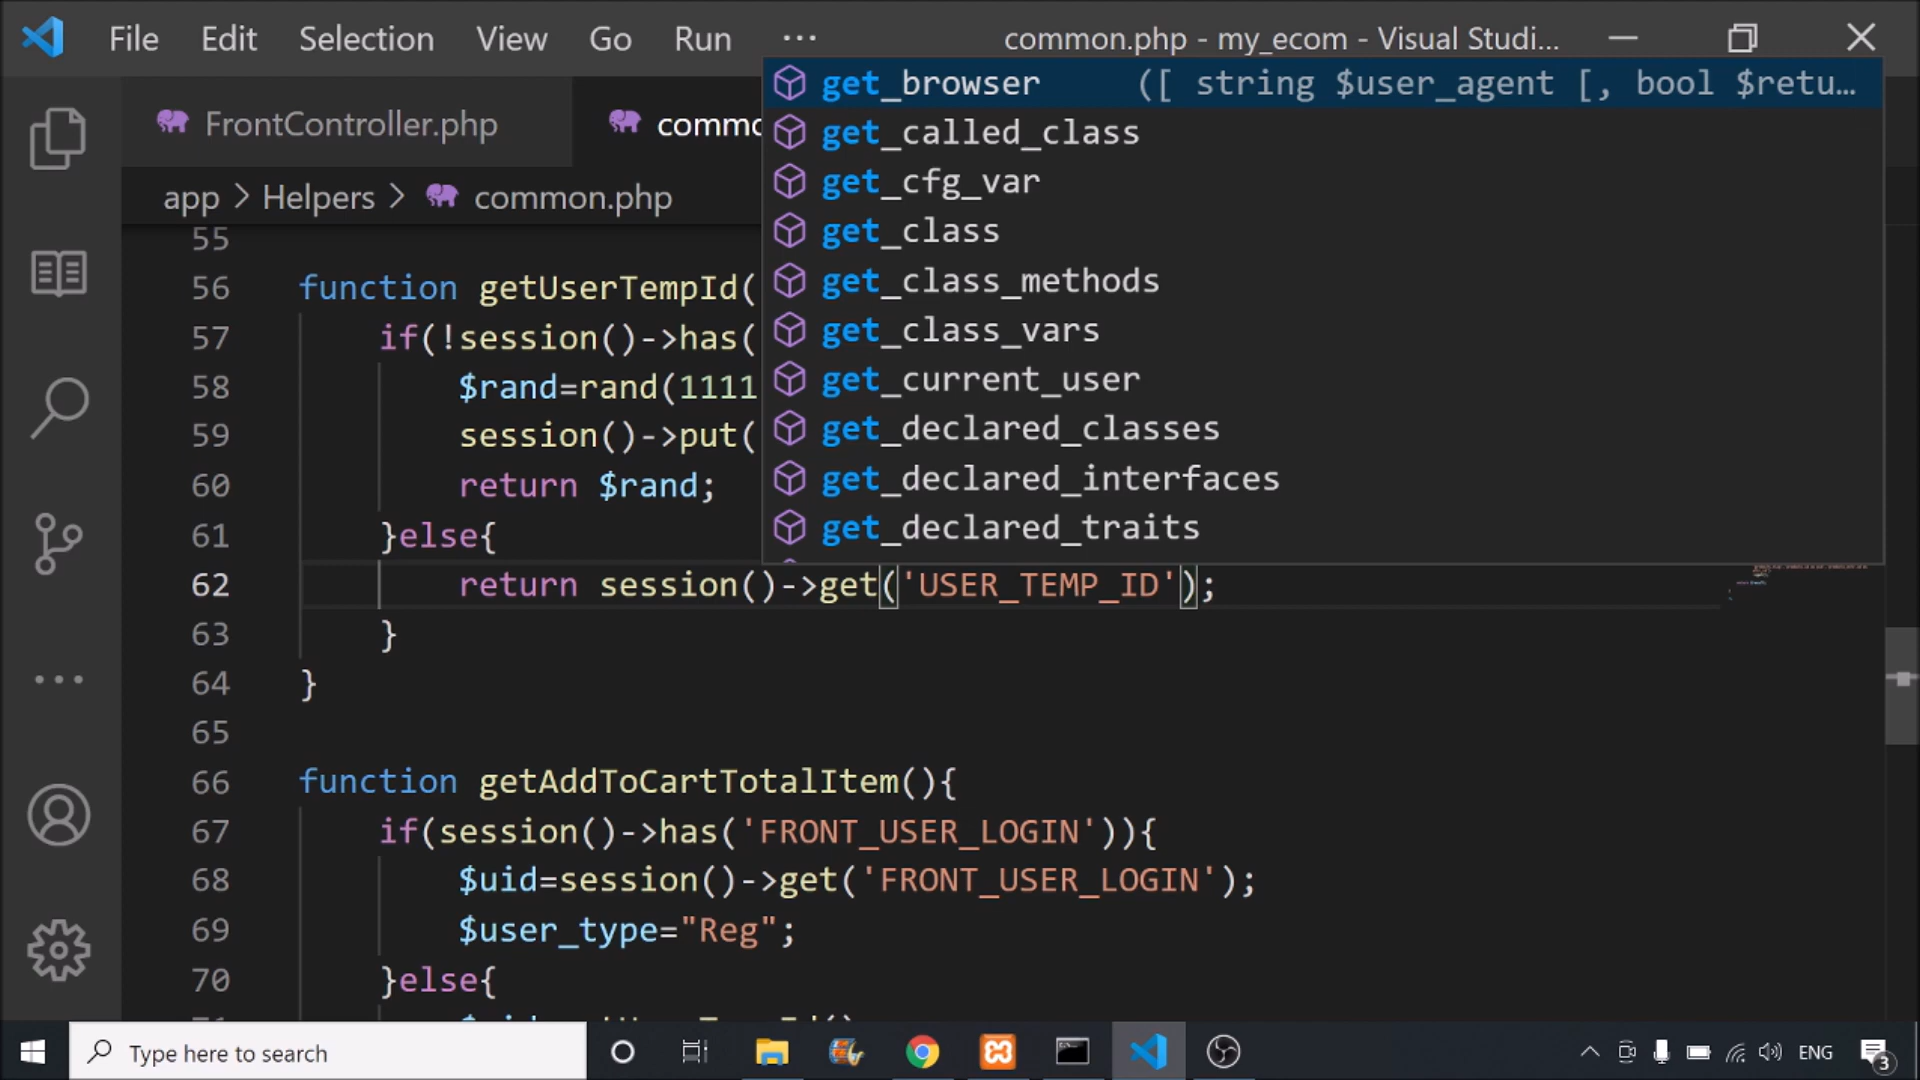 File Edit Selection View Go Run ··· common.php - my_ecom - Visual Studi...
get_browser ([ string $user_agent [, bool $retu...
get_called_class
get_cfg_var
get_class
get_class_methods
get_class_vars
get_current_user
get_declared_classes
get_declared_interfaces
get_declared_traits
FrontController.php commo
app > Helpers > common.php
55
56 function getUserTempId(
57 if(!session()->has(
58 $rand=rand(1111
59 session()->put(
60 return $rand;
61 }else{
62 return session()->get('USER_TEMP_ID');
63 }
64 }
65
66 function getAddToCartTotalItem(){
67 if(session()->has('FRONT_USER_LOGIN')){
68 $uid=session()->get('FRONT_USER_LOGIN');
69 $user_type="Reg";
70 }else{
Type here to search
ENG
3